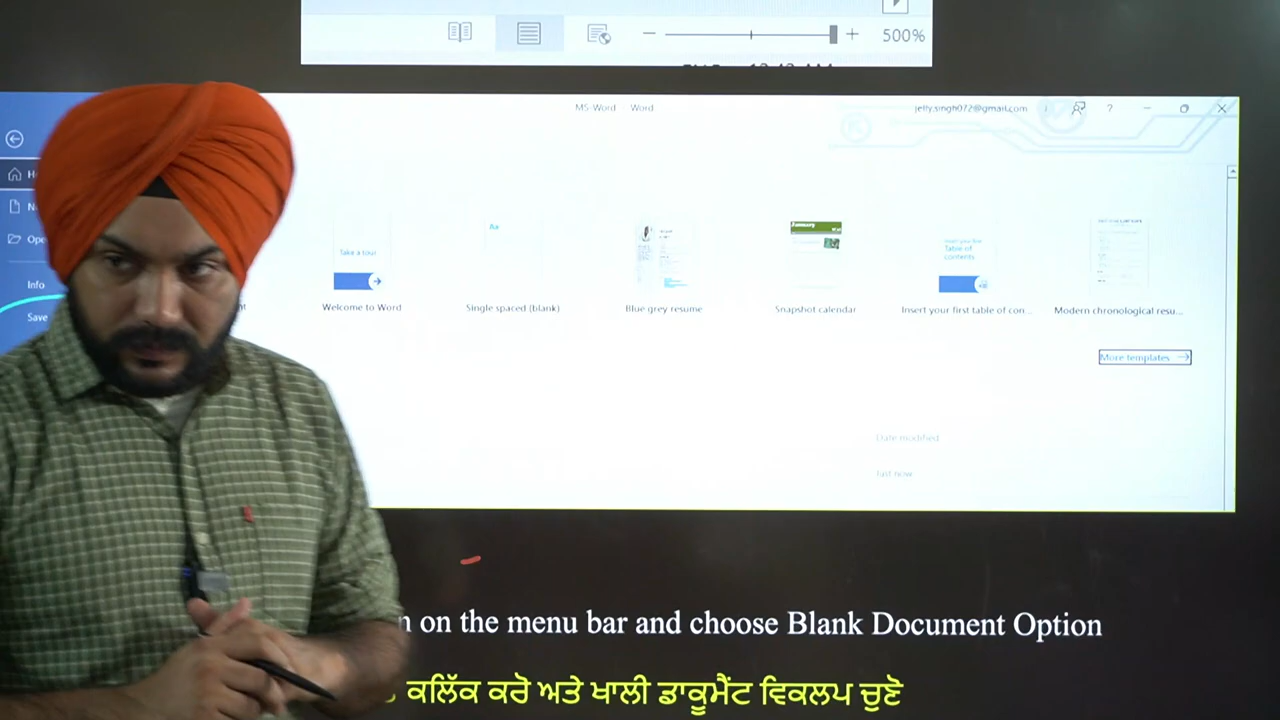 500%
MS-Word Word
jelly.singh072@gmail.com
?
Take a tour
Aa
Welcome to Word
Single spaced (blank)
Blue grey resume
Snapshot calendar
Insert your first table of con...
Modern chronological resu...
Info
Save
More templates
Date modified
Just now
on the menu bar and choose Blank Document Option
ਕਲਿੱਕ ਕਰੋ ਅਤੇ ਖਾਲੀ ਡਾਕੂਮੈਂਟ ਵਿਕਲਪ ਚੁਣੋ